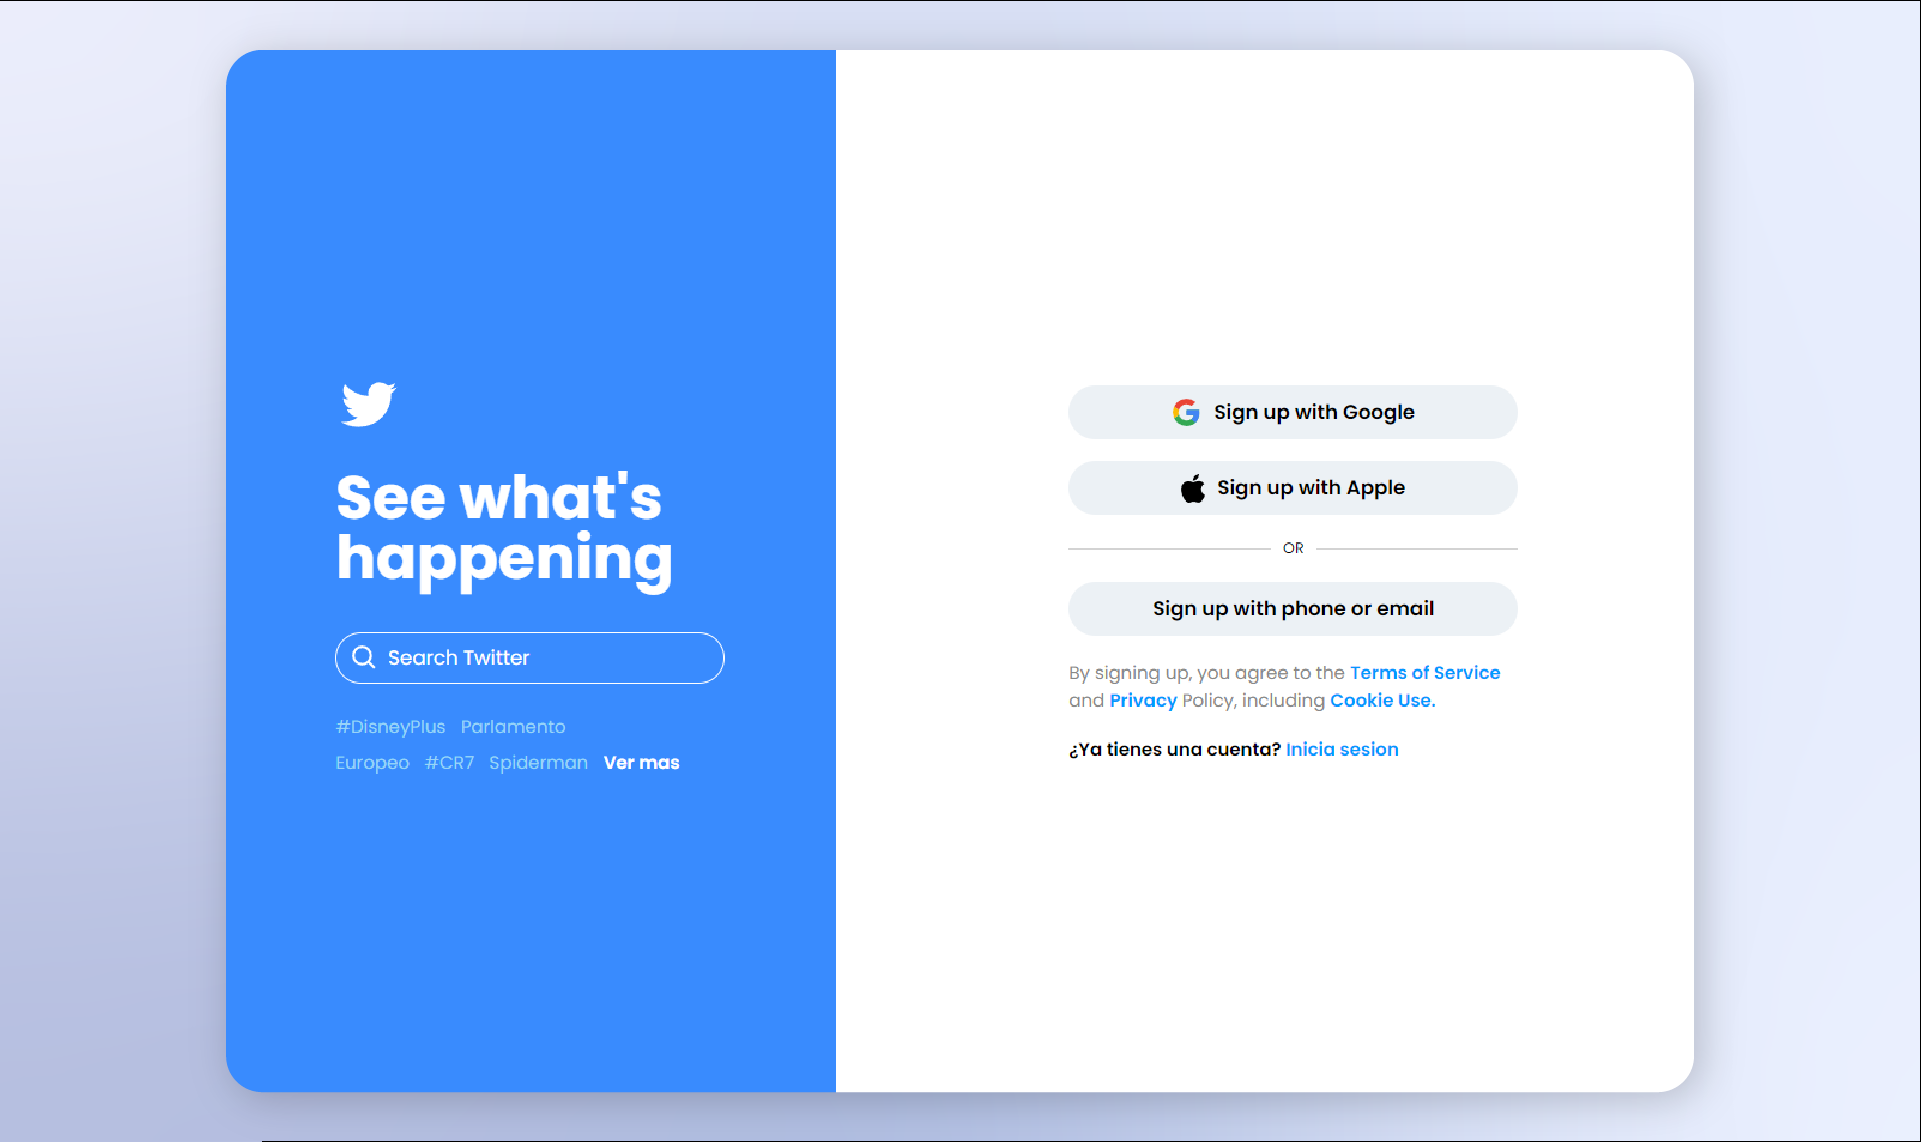 See what's
happening
Search Twitter
#DisneyPlus Parlamento
Europeo #CR7 Spiderman Ver mas
Sign up with Google
Sign up with Apple
OR
Sign up with phone or email
By signing up, you agree to the Terms of Service
and Privacy Policy, including Cookie Use.
¿Ya tienes una cuenta? Inicia sesion